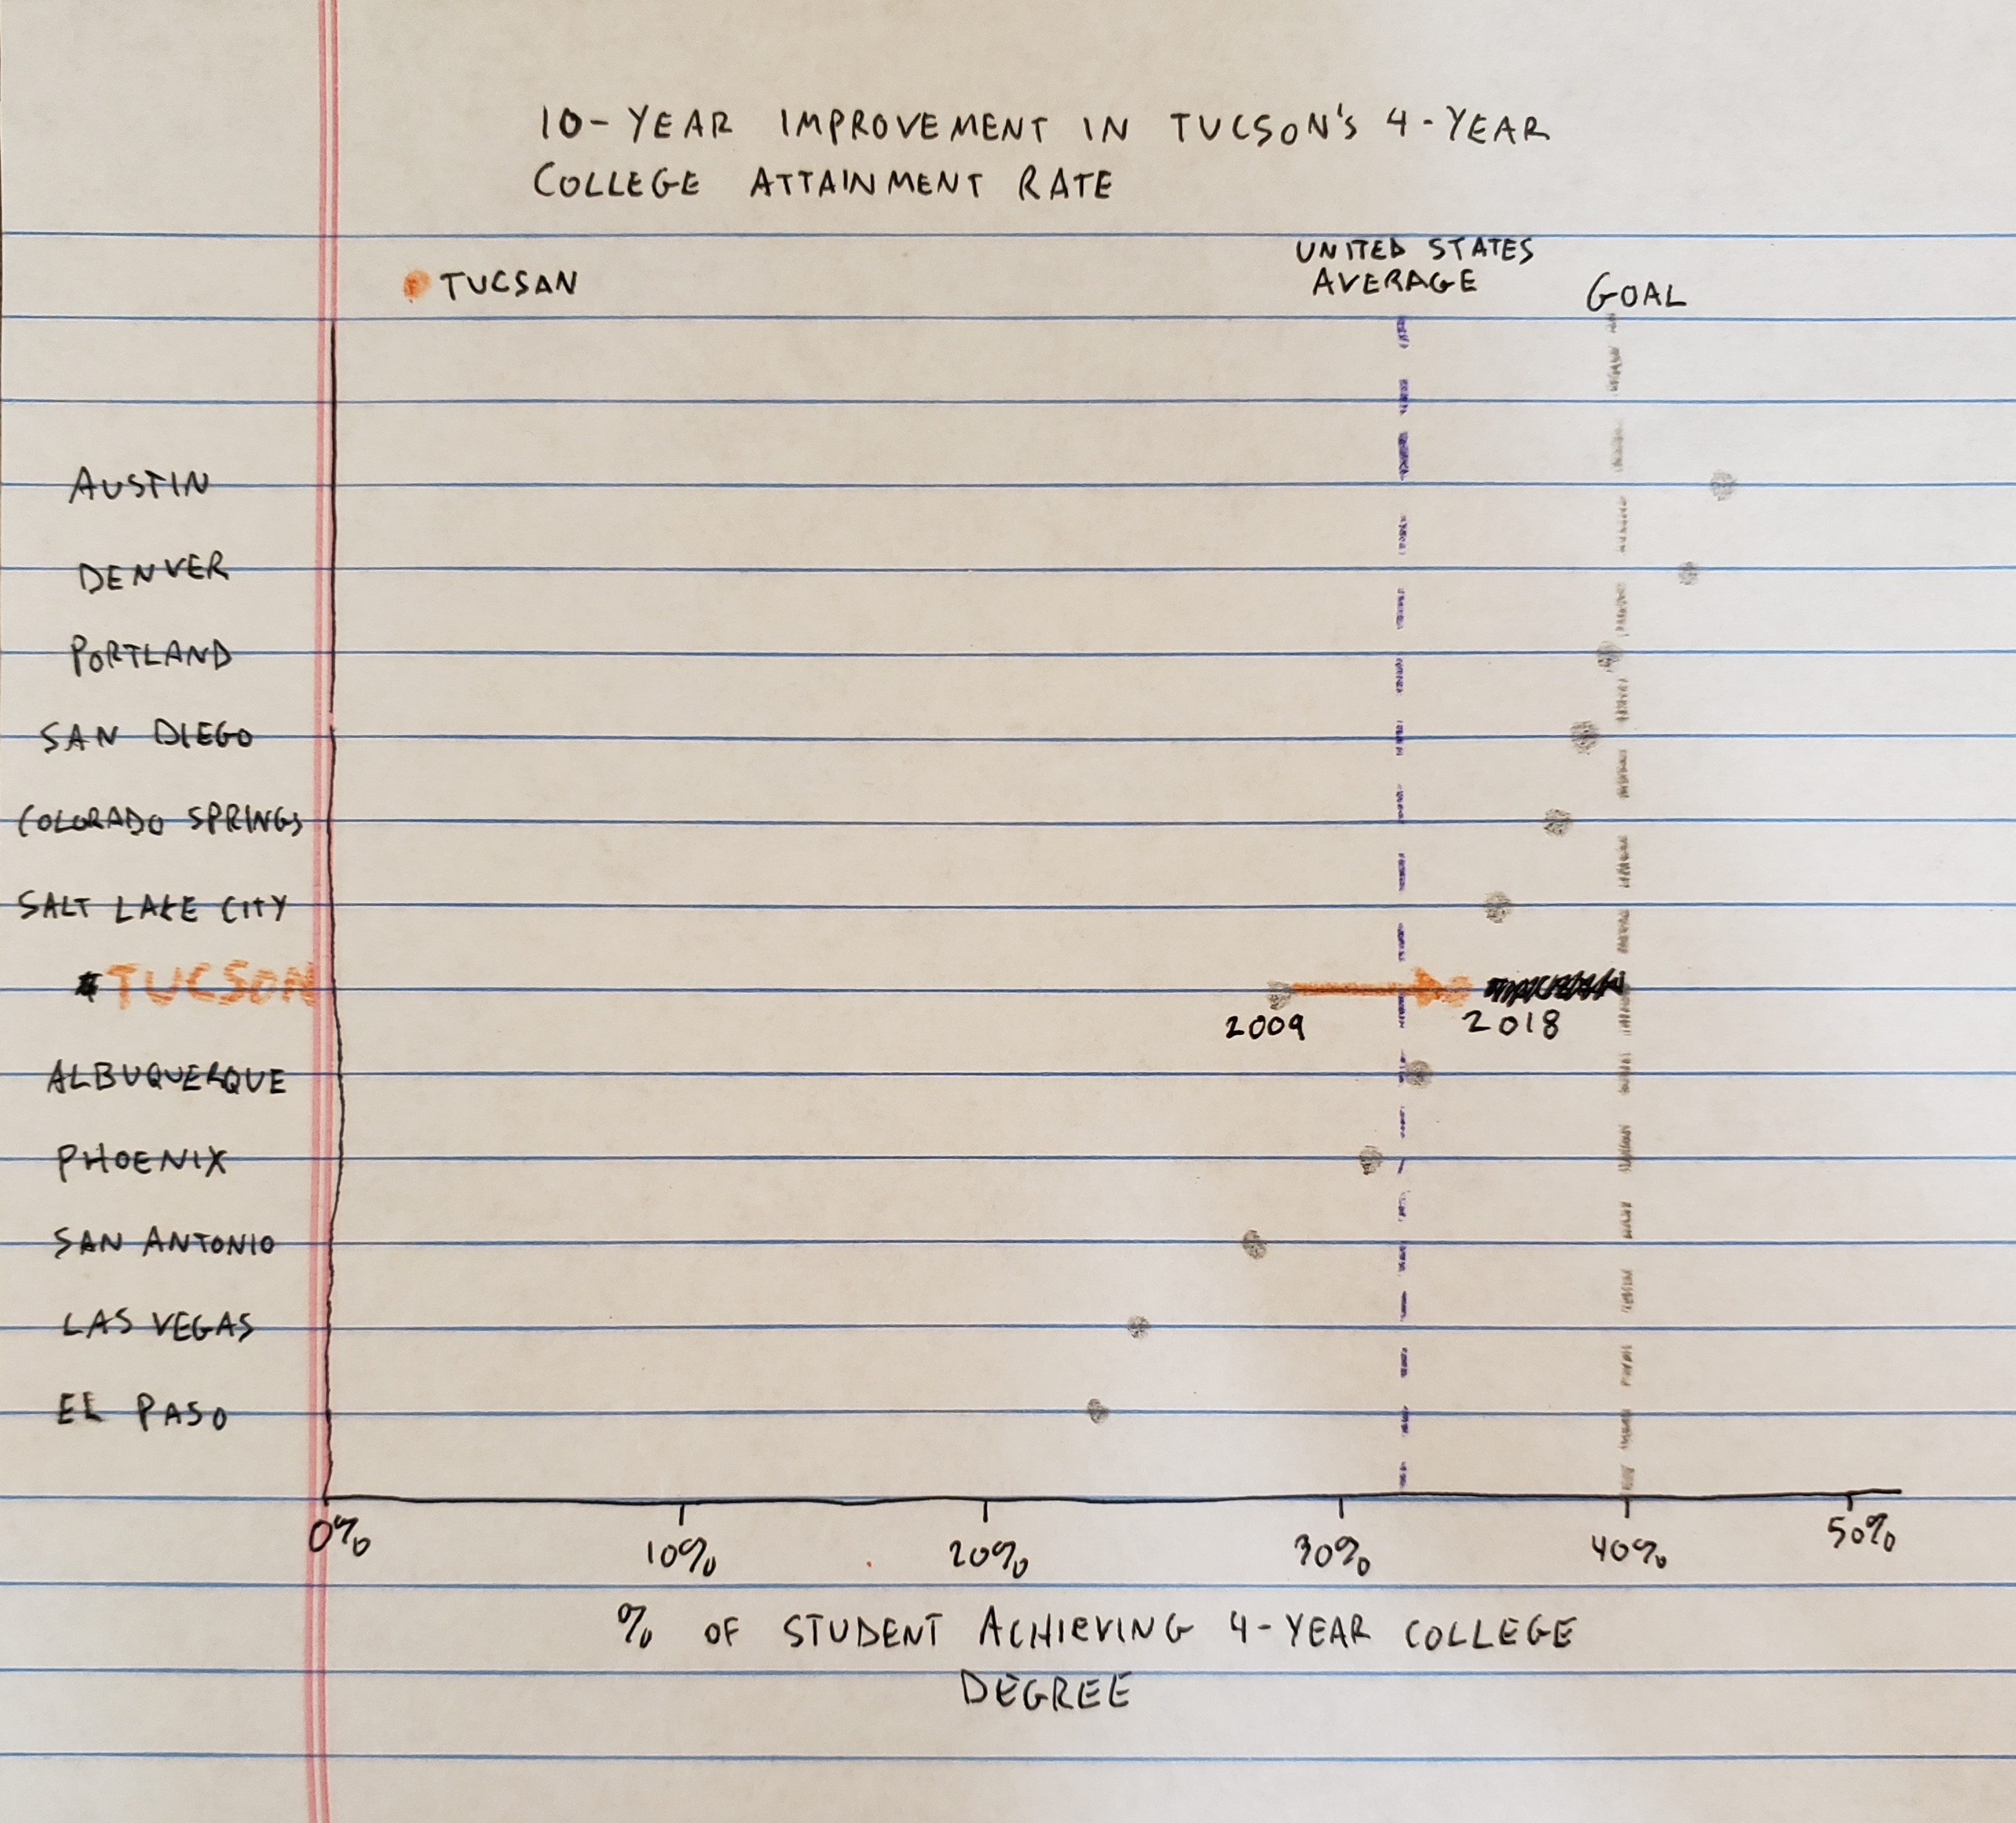 10-YEAR IMPROVEMENT IN TUCSON'S 4-YEAR
COLLEGE ATTAINMENT RATE
UNITED STATES
AVERAGE
TUCSAN
GOAL
AUSTIN
DENVER
PORTLAND
SAN DIEGO
COLORADO SPRINGS
SALT LAKE CITY
*TUCSON
2009
2018
ALBUQUERQUE
PHOENIX
SAN ANTONIO
LAS VEGAS
EL PASO
0% 10% 20% 30% 40% 50%
% OF STUDENT ACHIEVING 4-YEAR COLLEGE
DEGREE